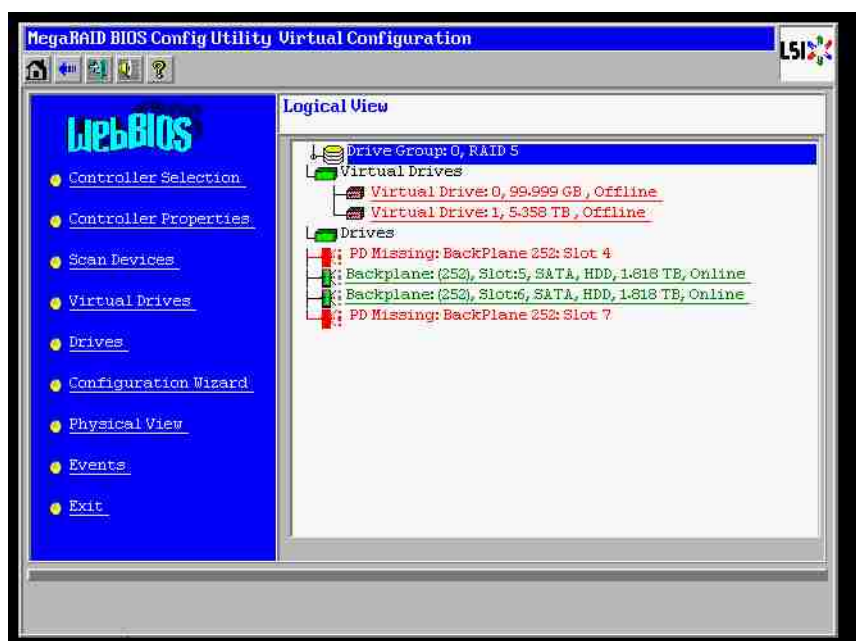 MegaRAID BIOS Config Utility Virtual Configuration
LSI
?
WebBIOS
Controller Selection
Controller Properties
Scan Devices
Virtual Drives
Drives
Configuration Wizard
Physical View
Events
Exit
Logical View
Drive Group: 0, RAID 5
Virtual Drives
Virtual Drive: 0, 99.999 GB , Offline
Virtual Drive: 1, 5.358 TB , Offline
Drives
PD Missing: BackPlane 252: Slot 4
Backplane: (252), Slot:5, SATA, HDD, 1.818 TB, Online
Backplane: (252), Slot:6, SATA, HDD, 1.818 TB, Online
PD Missing: BackPlane 252: Slot 7